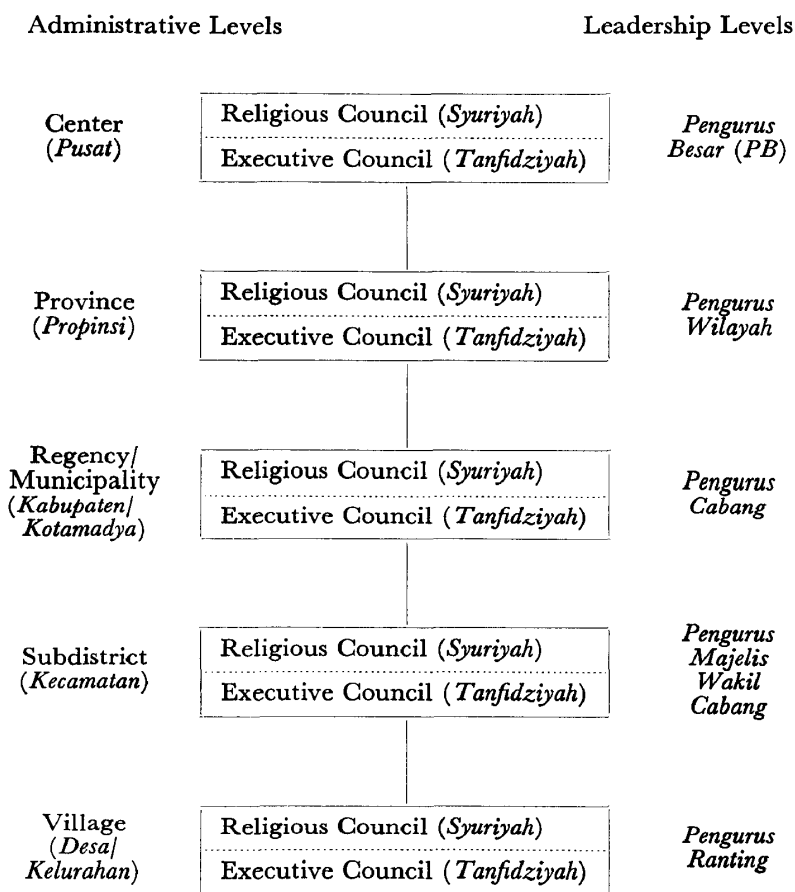 Administrative Levels
Leadership Levels
Center
(Pusat)
Religious Council (Syuriyah)
Executive Council (Tanfidziyah)
Pengurus
Besar (PB)
Province
(Propinsi)
Religious Council (Syuriyah)
Executive Council (Tanfidziyah)
Pengurus
Wilayah
Regency/
Municipality
(Kabupaten/
Kotamadya)
Religious Council (Syuriyah)
Executive Council (Tanfidziyah)
Pengurus
Cabang
Subdistrict
(Kecamatan)
Religious Council (Syuriyah)
Executive Council (Tanfidziyah)
Pengurus
Majelis
Wakil
Cabang
Village
(Desa/
Kelurahan)
Religious Council (Syuriyah)
Executive Council (Tanfidziyah)
Pengurus
Ranting